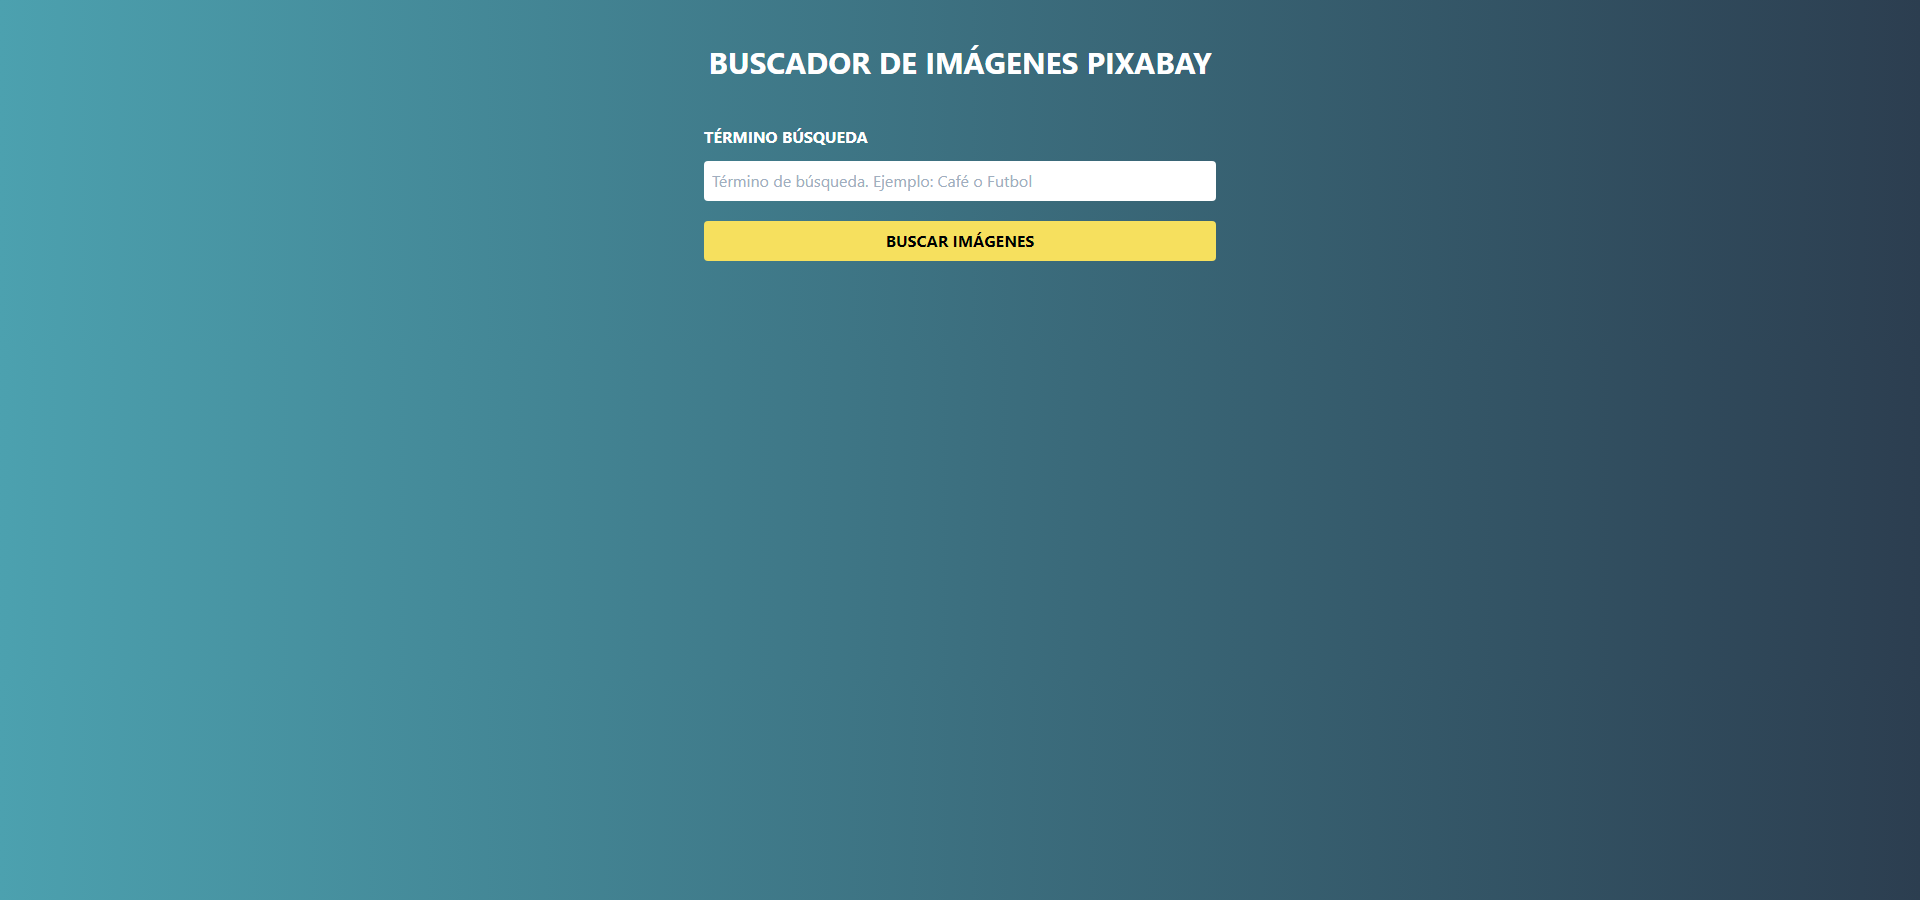 BUSCADOR DE IMÁGENES PIXABAY
TÉRMINO BÚSQUEDA
Término de búsqueda. Ejemplo: Café o Futbol
BUSCAR IMÁGENES